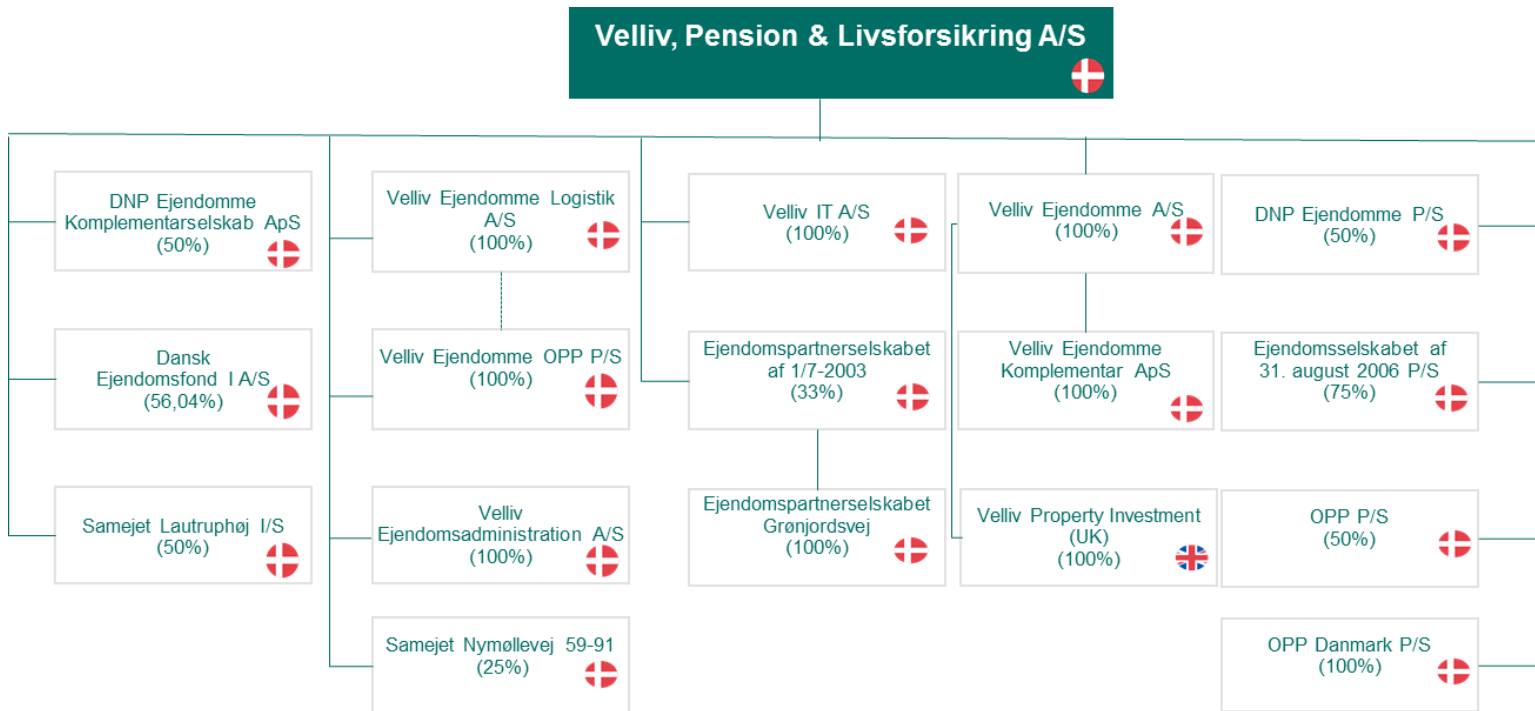 Velliv, Pension & Livsforsikring A/S
DNP Ejendomme
Komplementarselskab ApS
(50%)
Velliv Ejendomme Logistik
A/S
(100%)
Velliv IT A/S
(100%)
Velliv Ejendomme A/S
(100%)
DNP Ejendomme P/S
(50%)
Dansk
Ejendomsfond I A/S
(56,04%)
Velliv Ejendomme OPP P/S
(100%)
Ejendomspartnerselskabet
af 1/7-2003
(33%)
Velliv Ejendomme
Komplementar ApS
(100%)
Ejendomsselskabet af
31. august 2006 P/S
(75%)
Samejet Lautruphøj I/S
(50%)
Velliv
Ejendomsadministration A/S
(100%)
Ejendomspartnerselskabet
Grønjordsvej
(100%)
Velliv Property Investment
(UK)
(100%)
OPP P/S
(50%)
Samejet Nymøllevej 59-91
(25%)
OPP Danmark P/S
(100%)